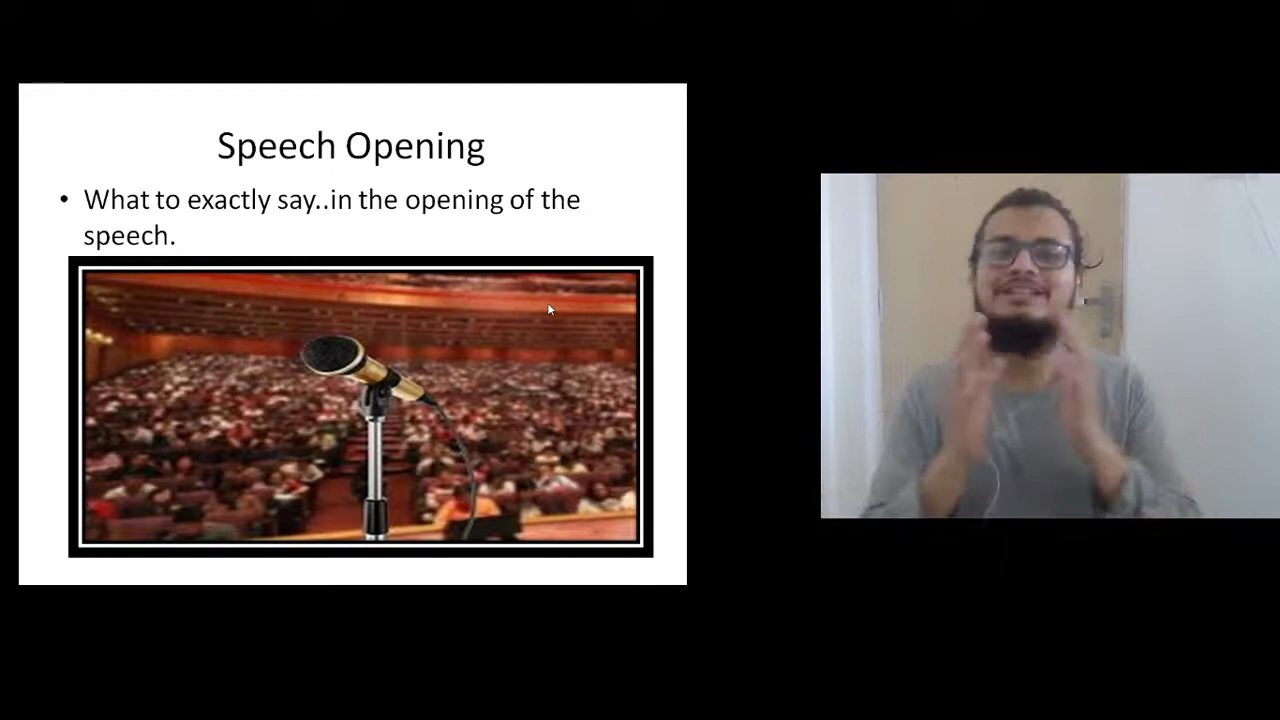 Speech Opening
• What to exactly say..in the opening of the
speech.